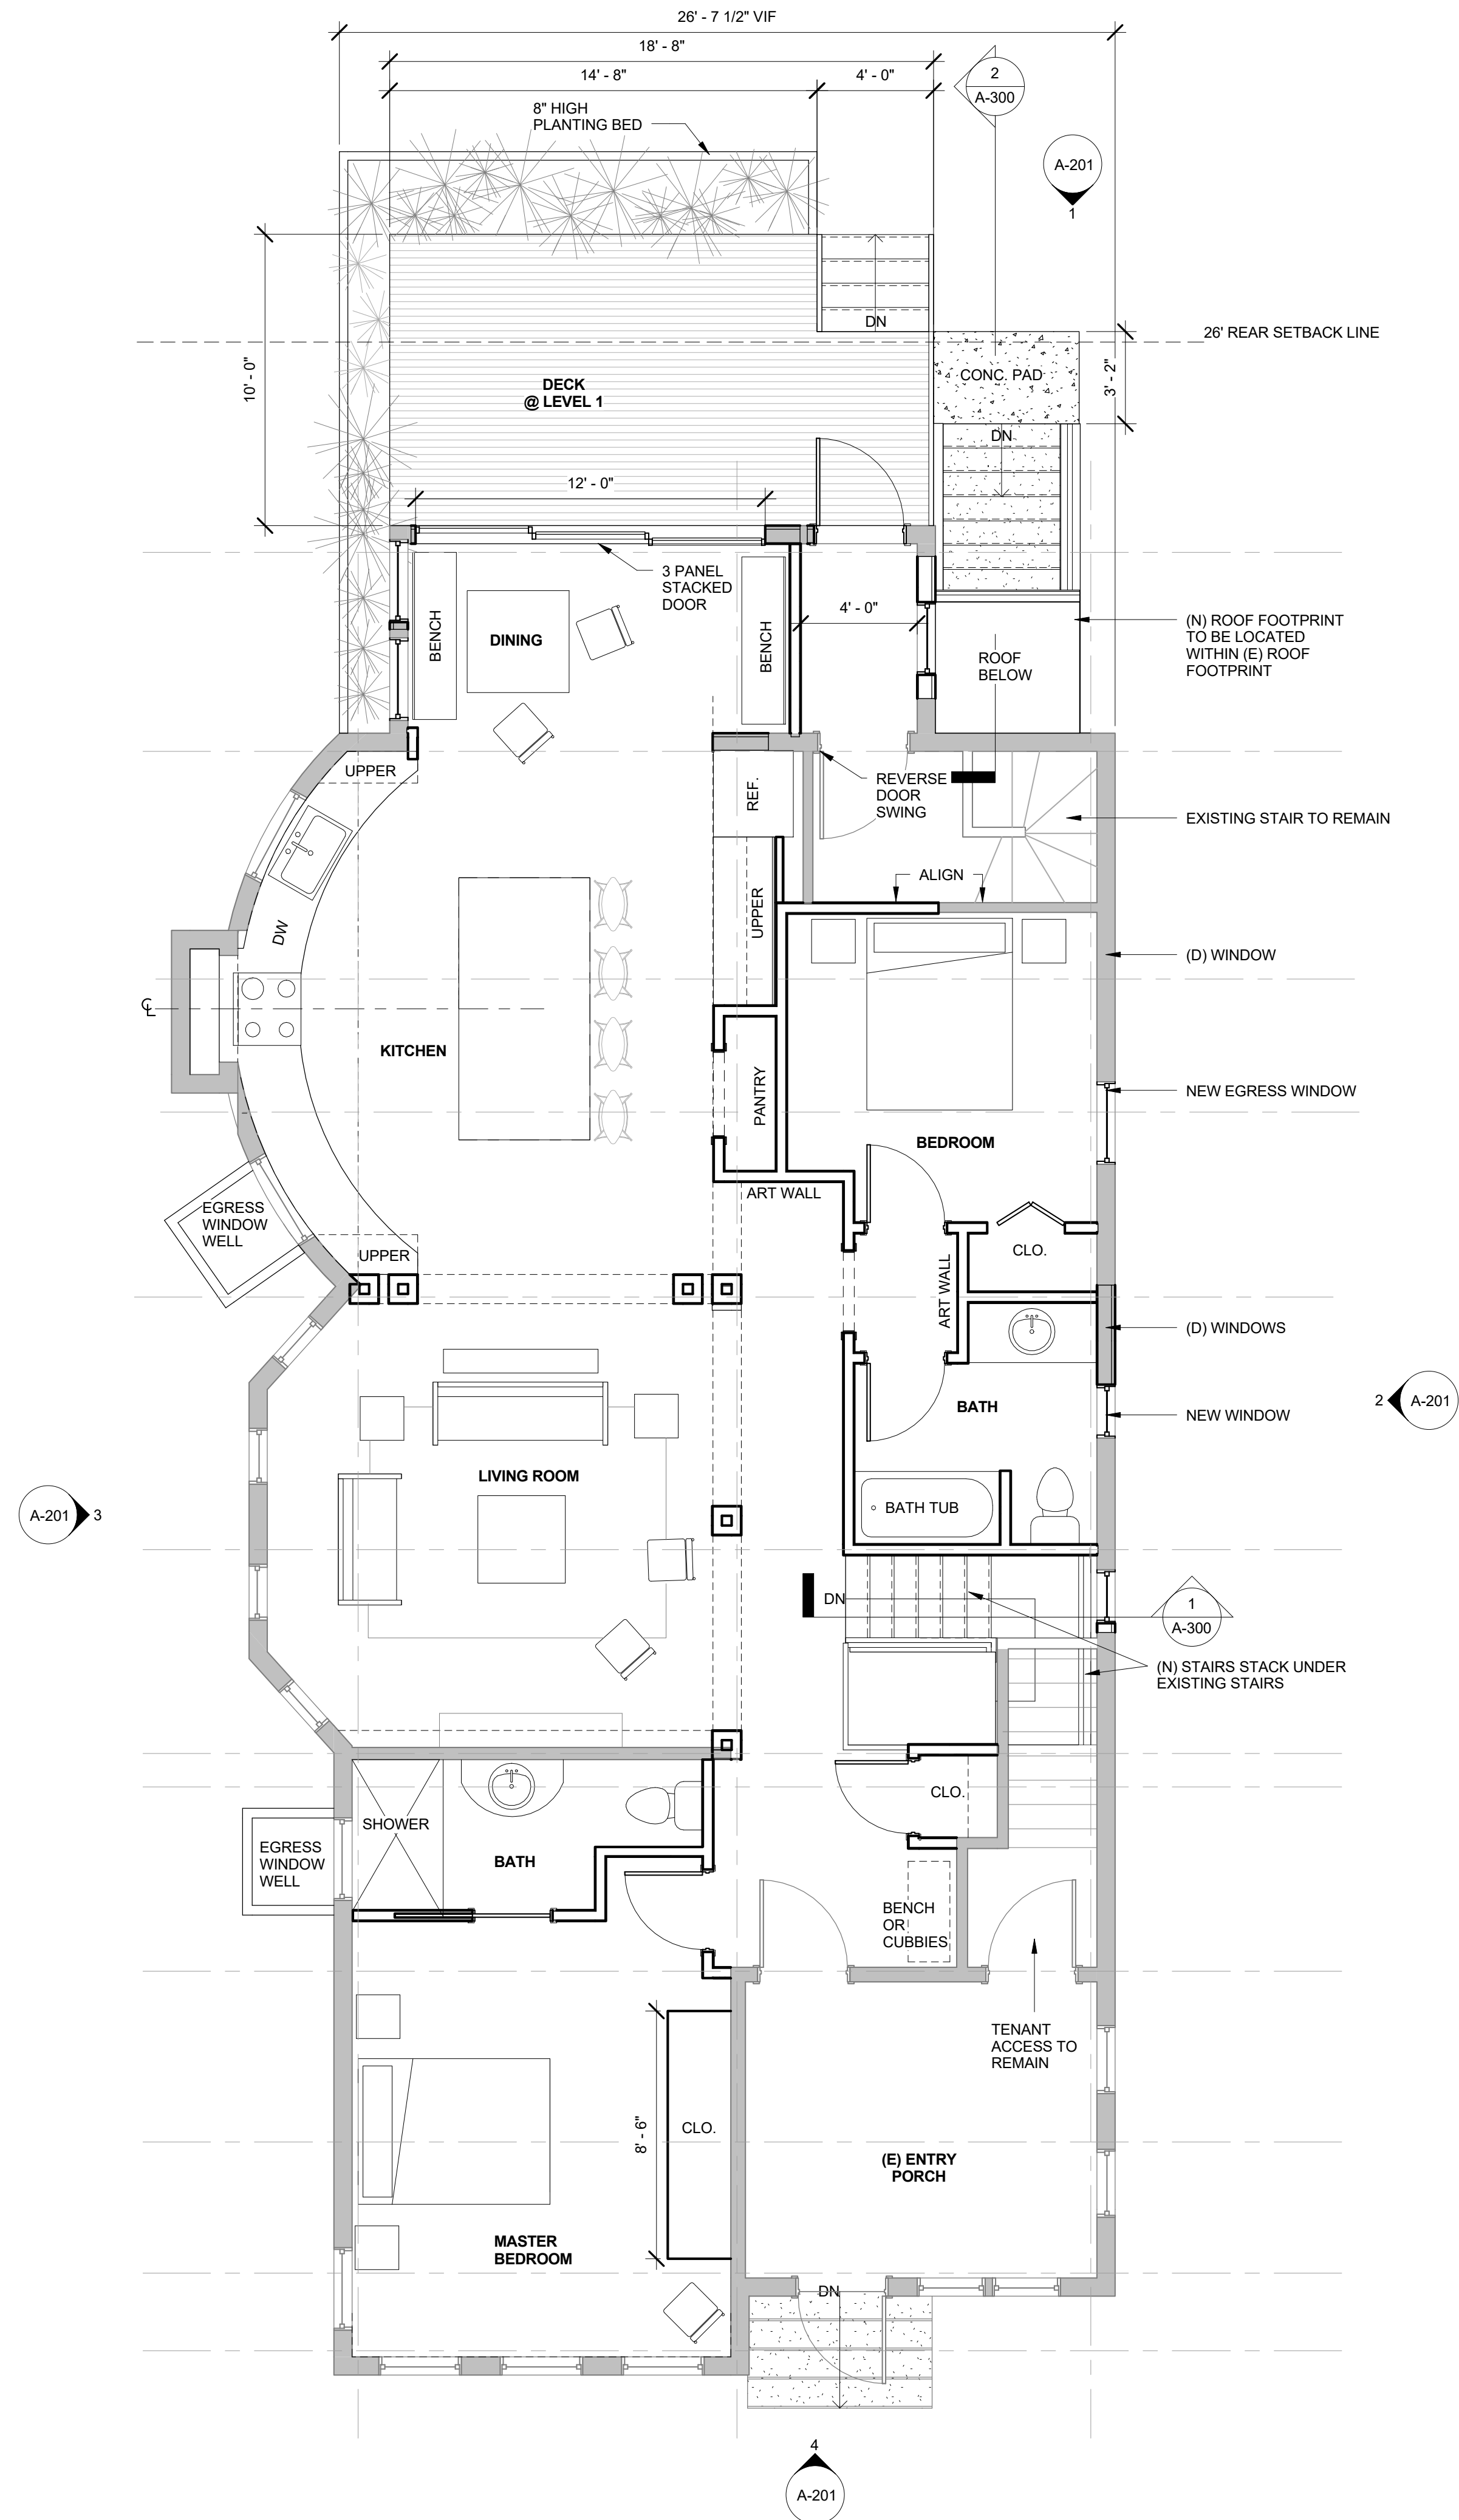 26' - 7 1/2" VIF
18' - 8"
14' - 8"
4' - 0"
2
A-300
8" HIGH
PLANTING BED
A-201
1
DN
26' REAR SETBACK LINE
10' - 0"
3' - 2"
CONC. PAD
DECK
@ LEVEL 1
DN
12' - 0"
3 PANEL
STACKED
DOOR
4' - 0"
BENCH
DINING
BENCH
ROOF
BELOW
(N) ROOF FOOTPRINT
TO BE LOCATED
WITHIN (E) ROOF
FOOTPRINT
UPPER
REF.
REVERSE
DOOR
SWING
EXISTING STAIR TO REMAIN
ALIGN
DW
UPPER
(D) WINDOW
CL
KITCHEN
PANTRY
NEW EGRESS WINDOW
BEDROOM
ART WALL
EGRESS
WINDOW
WELL
UPPER
CLO.
ART WALL
(D) WINDOWS
BATH
NEW WINDOW
2
A-201
LIVING ROOM
A-201
3
BATH TUB
DN
1
A-300
(N) STAIRS STACK UNDER
EXISTING STAIRS
CLO.
SHOWER
EGRESS
WINDOW
WELL
BATH
BENCH
OR
CUBBIES
TENANT
ACCESS TO
REMAIN
8' - 6"
CLO.
(E) ENTRY
PORCH
MASTER
BEDROOM
DN
4
A-201